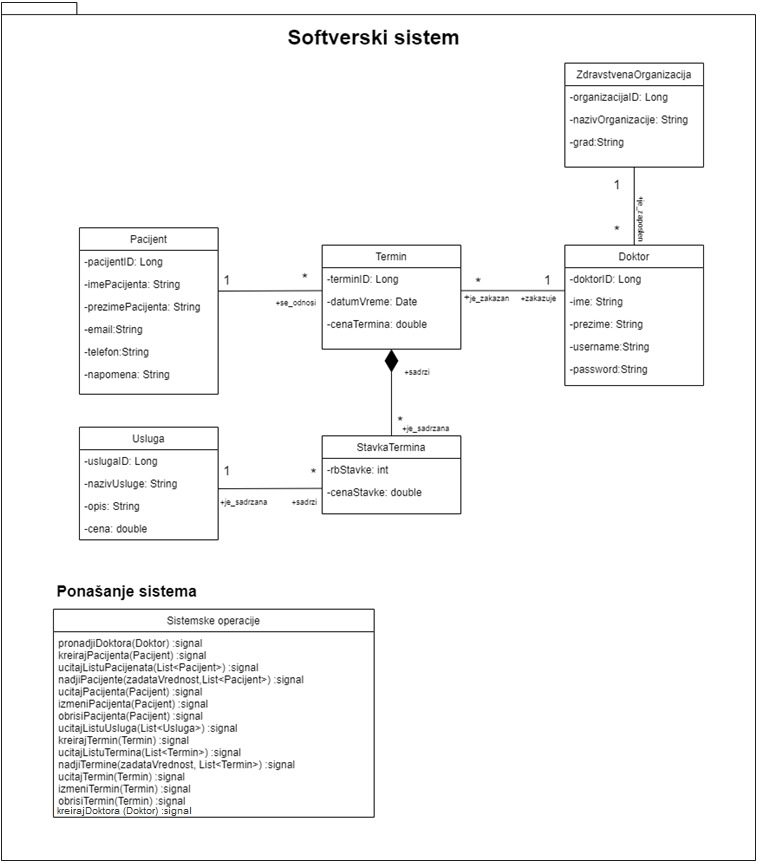 Softverski sistem
ZdravstvenaOrganizacija
-organizacijaID: Long
-nazivOrganizacije: String
-grad:String
1
+je_zaposlen
*
Pacijent
-pacijentID: Long
-imePacijenta: String
-prezimePacijenta: String
-email:String
-telefon:String
-napomena: String
1
*
+se_odnosi
Termin
-terminID: Long
-datumVreme: Date
-cenaTermina: double
*
1
+je_zakazan
+zakazuje
Doktor
-doktorID: Long
-ime: String
-prezime: String
-username:String
-password:String
+sadrzi
*
+je_sadrzana
Usluga
-uslugaID: Long
-nazivUsluge: String
-opis: String
-cena: double
1
*
+je_sadrzana
+sadrzi
StavkaTermina
-rbStavke: int
-cenaStavke: double
Ponašanje sistema
Sistemske operacije
pronadjiDoktora(Doktor) :signal
kreirajPacijenta(Pacijent) :signal
ucitajListuPacijenata(List<Pacijent>) :signal
nadjiPacijente(zadataVrednost,List<Pacijent>) :signal
ucitajPacijenta(Pacijent) :signal
izmeniPacijenta(Pacijent) :signal
obrisiPacijenta(Pacijent) :signal
ucitajListuUsluga(List<Usluga>) :signal
kreirajTermin(Termin) :signal
ucitajListuTermina(List<Termin>) :signal
nadjiTermine(zadataVrednost, List<Termin>) :signal
ucitajTermin(Termin) :signal
izmeniTermin(Termin) :signal
obrisiTermin(Termin) :signal
kreirajDoktora (Doktor) :signal